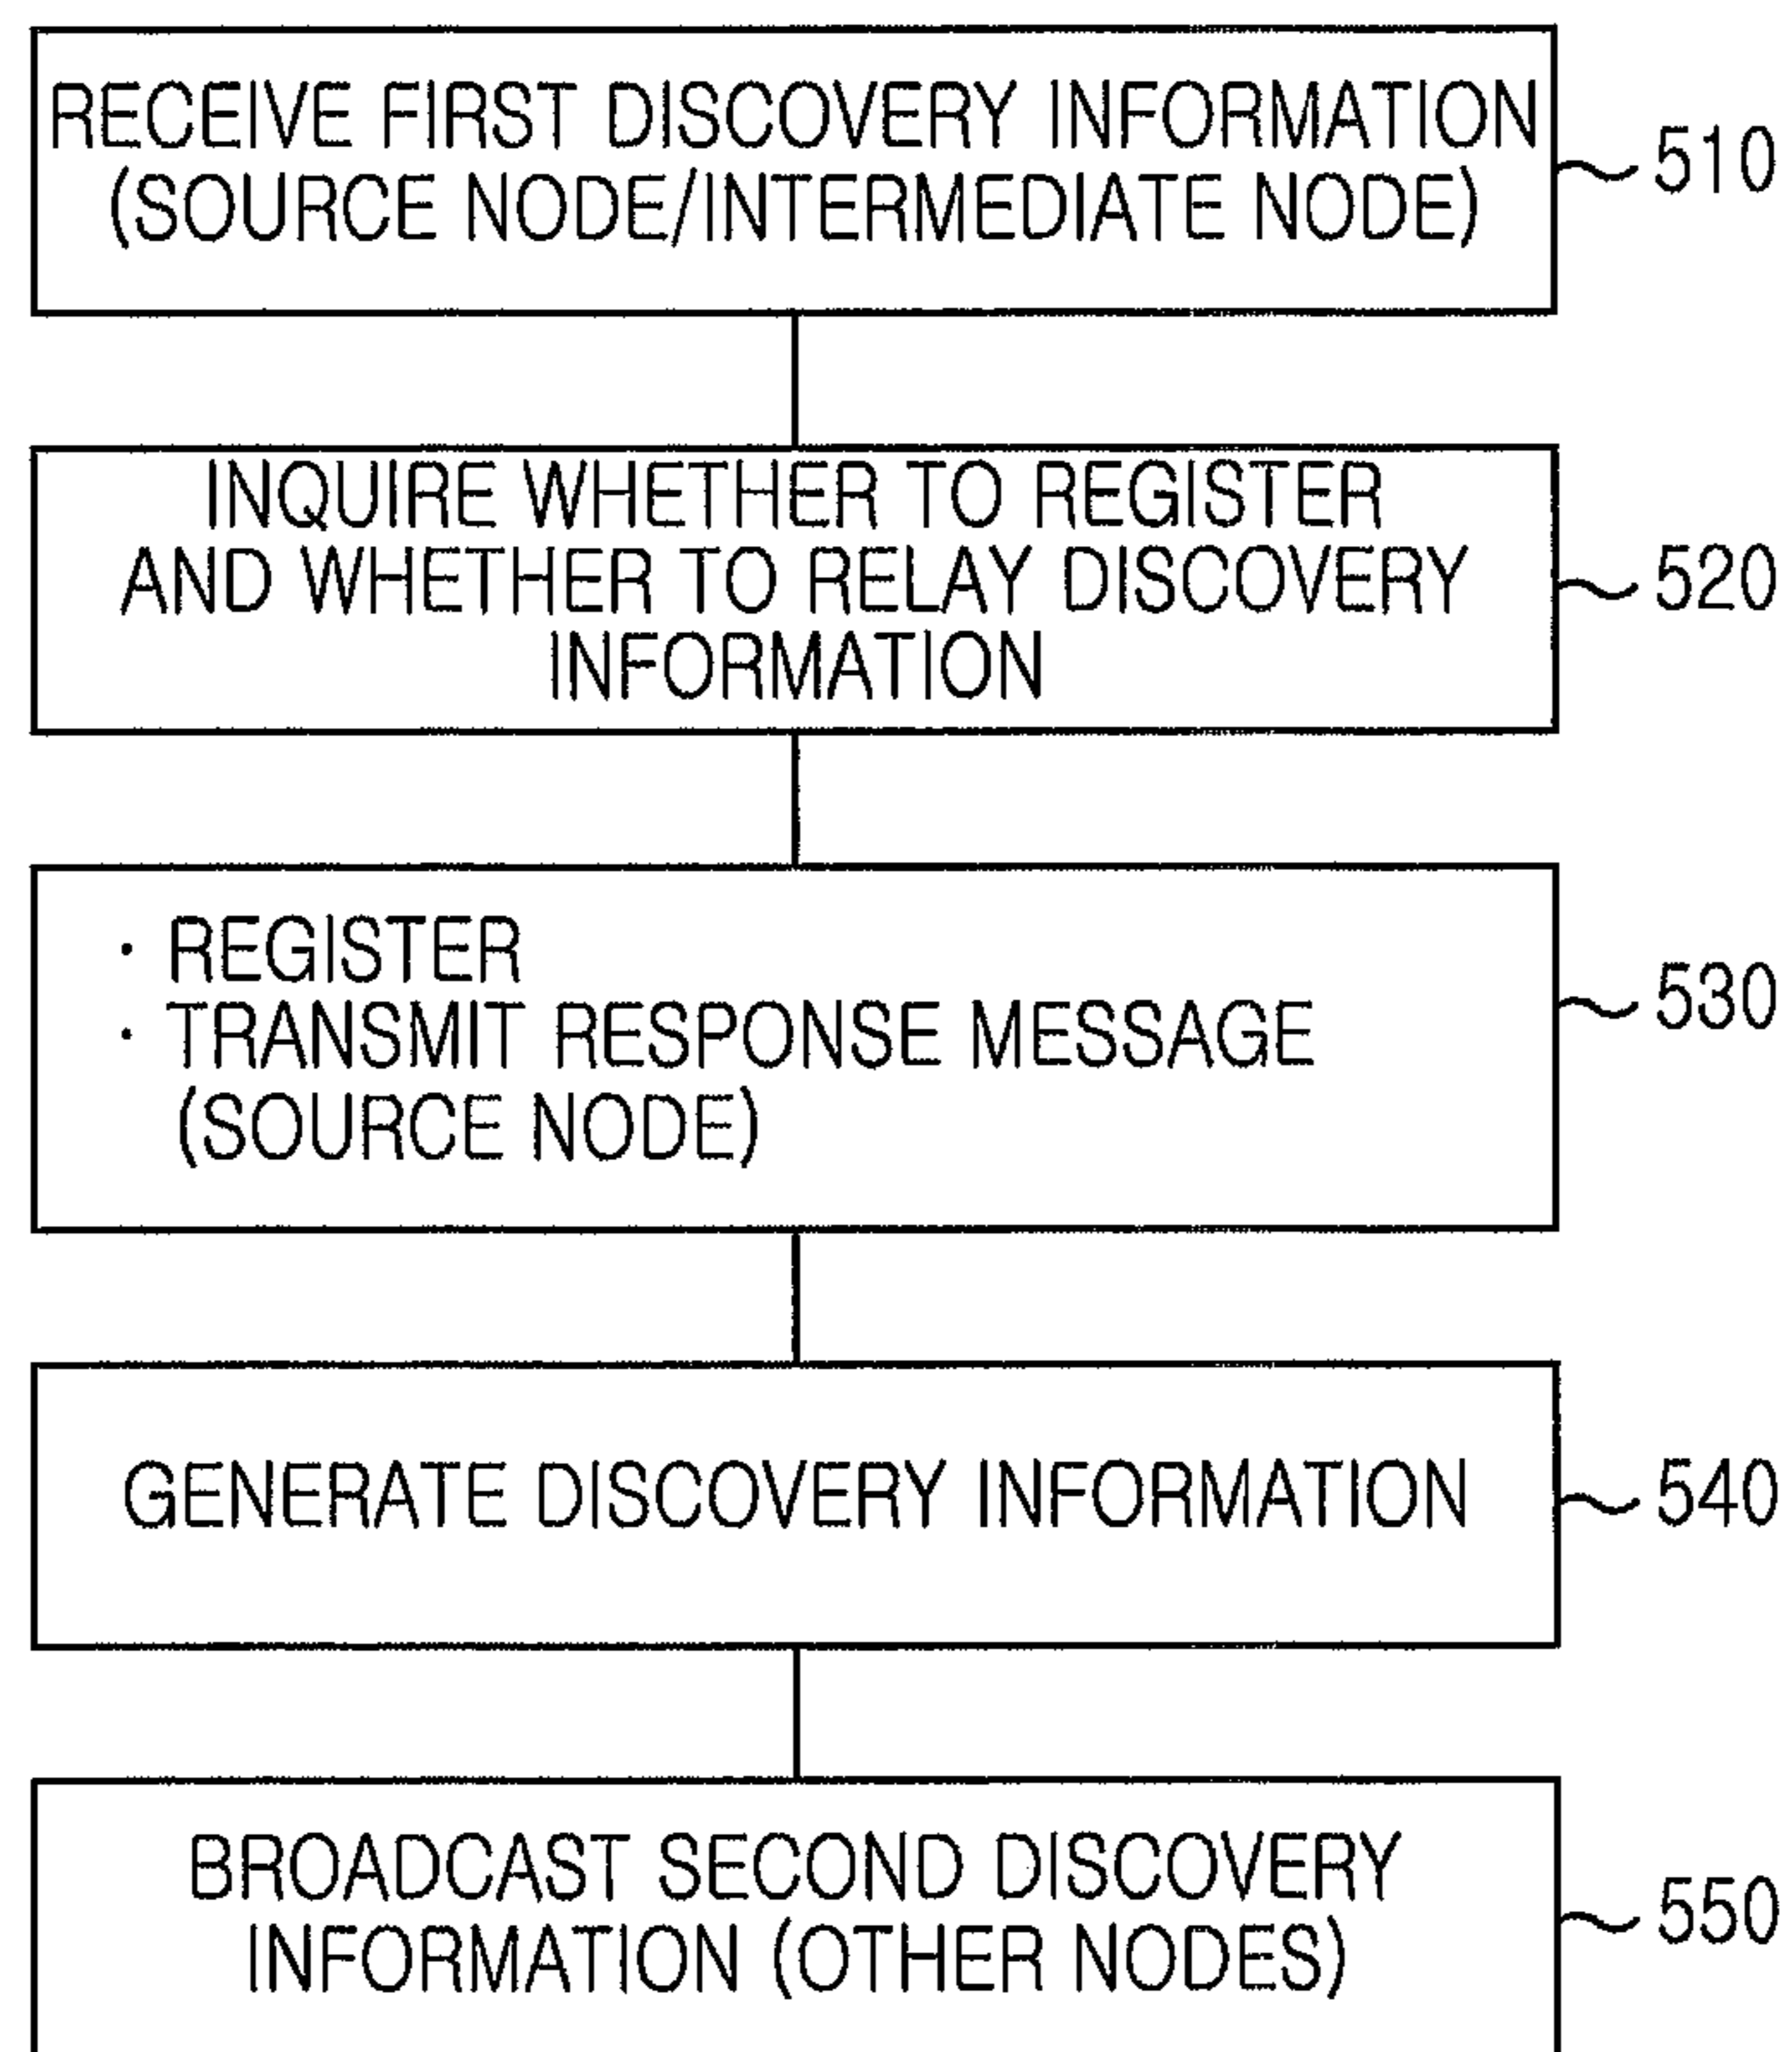 RECEIVE FIRST DISCOVERY INFORMATION
(SOURCE NODE/INTERMEDIATE NODE)
510
INQUIRE WHETHER TO REGISTER
AND WHETHER TO RELAY DISCOVERY
INFORMATION
520
· REGISTER
· TRANSMIT RESPONSE MESSAGE
(SOURCE NODE)
530
GENERATE DISCOVERY INFORMATION
540
BROADCAST SECOND DISCOVERY
INFORMATION (OTHER NODES)
550